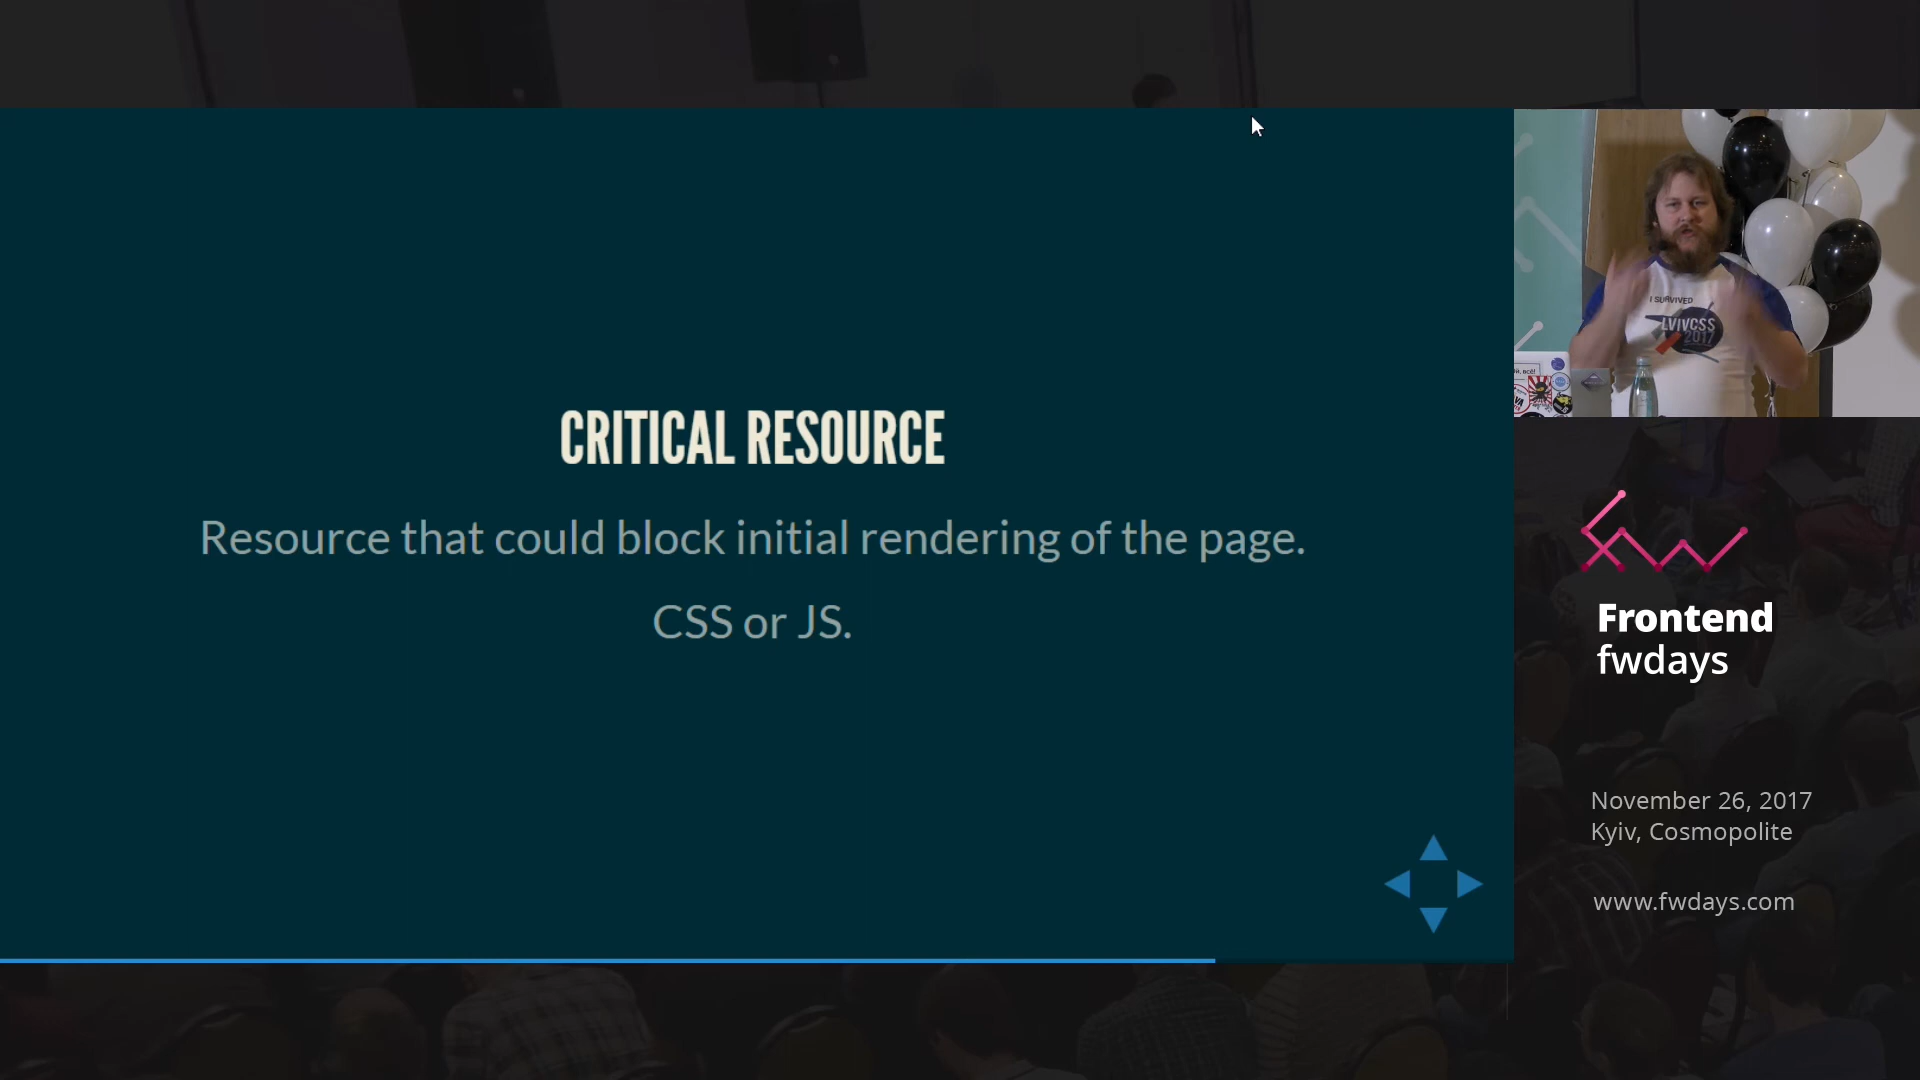 CRITICAL RESOURCE
Resource that could block initial rendering of the page.
CSS or JS.
I SURVIVED
LVIVCSS
2017
Frontend
fwdays
November 26, 2017
Kyiv, Cosmopolite
www.fwdays.com